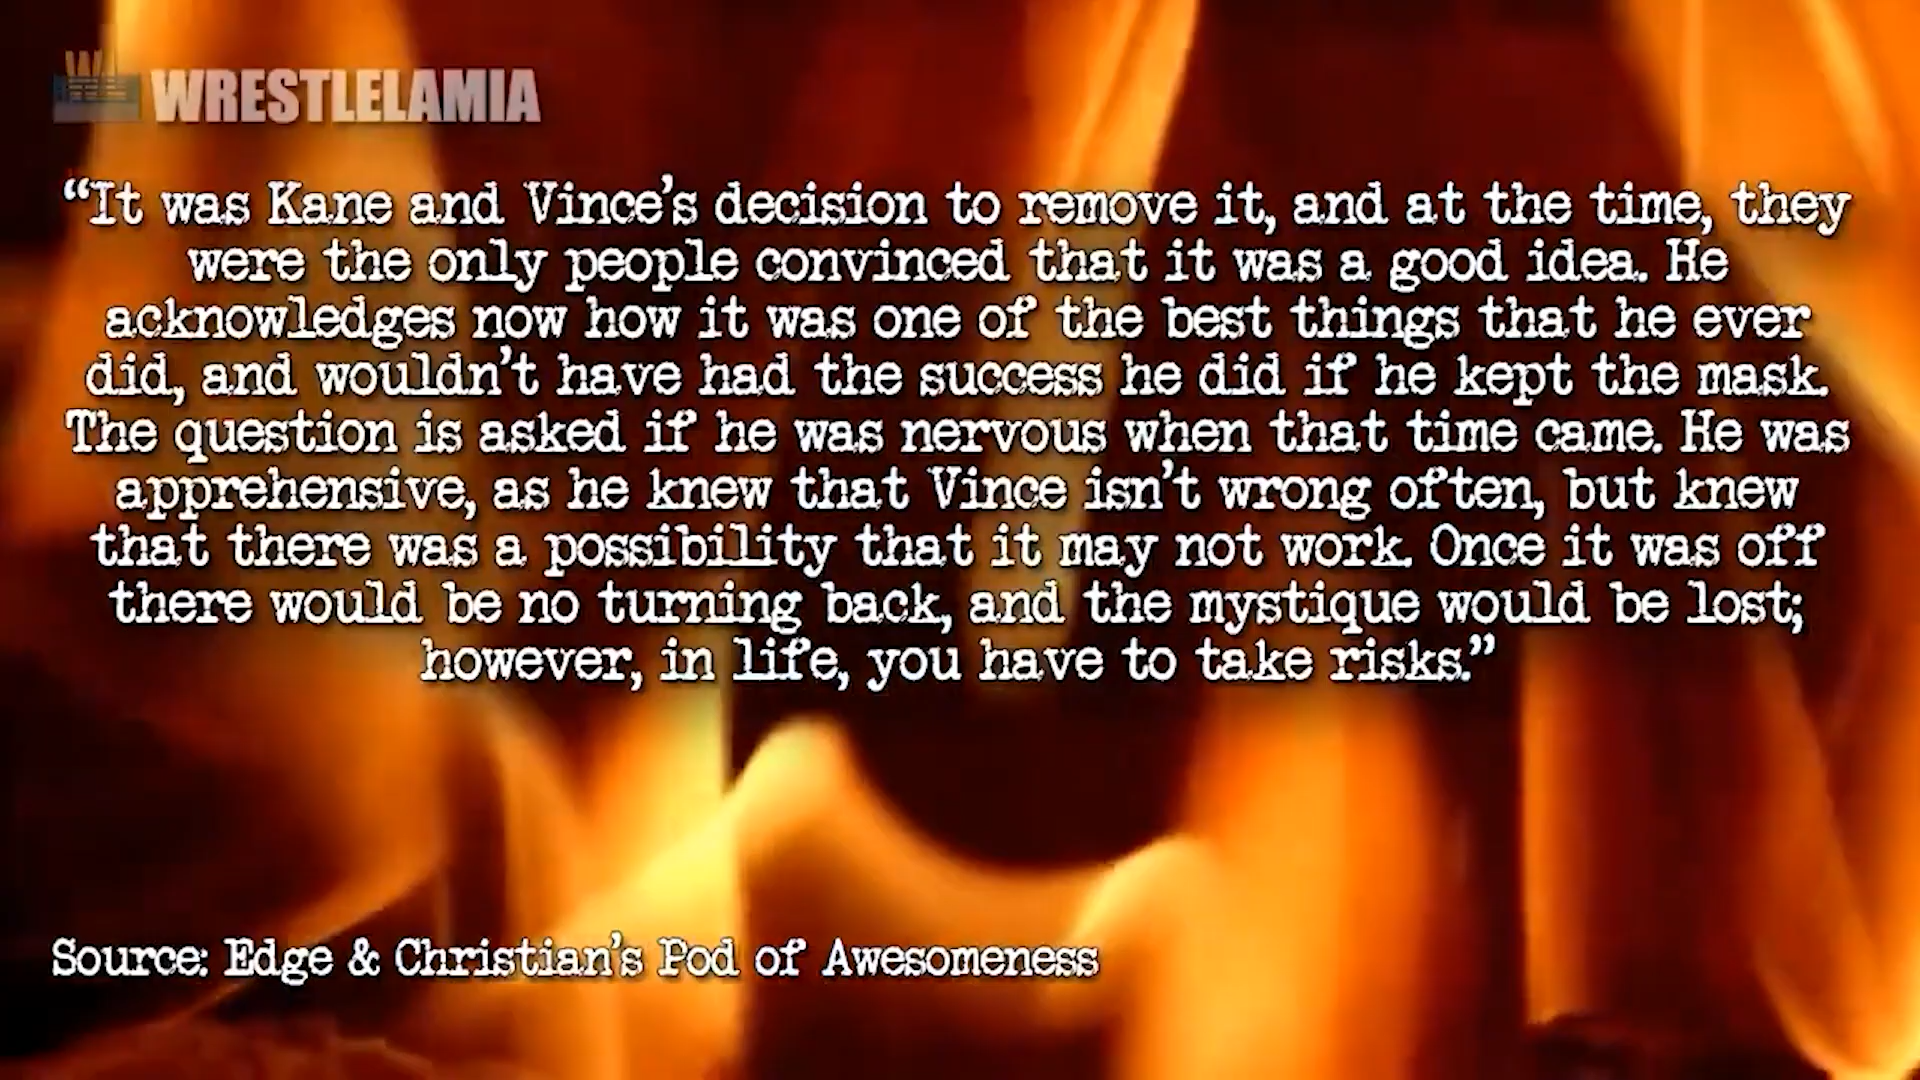 WRESTLELAMIA
“It was Kane and Vince’s decision to remove it, and at the time, they
were the only people convinced that it was a good idea. He
acknowledges now how it was one of the best things that he ever
did, and wouldn’t have had the success he did if he kept the mask.
The question is asked if he was nervous when that time came. He was
apprehensive, as he knew that Vince isn’t wrong often, but knew
that there was a possibility that it may not work. Once it was off
there would be no turning back, and the mystique would be lost;
however, in life, you have to take risks.”
Source: Edge & Christian’s Pod of Awesomeness